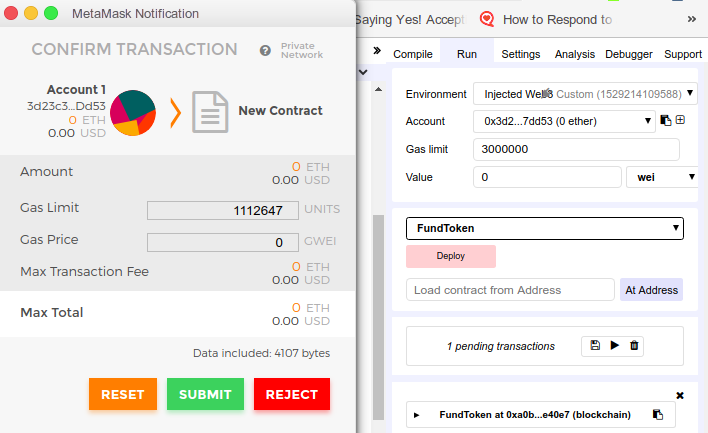 MetaMask Notification
CONFIRM TRANSACTION
?
Private
Network
Account 1
3d23c3...Dd53
0 ETH
0.00 USD
New Contract
Amount
0 ETH
0.00 USD
Gas Limit
1112647
UNITS
Gas Price
0
GWEI
Max Transaction Fee
0 ETH
0.00 USD
Max Total
0 ETH
0.00 USD
Data included: 4107 bytes
RESET
SUBMIT
REJECT
Saying Yes! Accept
How to Respond to
»
»
Compile
Run
Settings
Analysis
Debugger
Support
Environment
Injected Web3
Custom (1529214109588)
Account
0x3d2...7dd53 (0 ether)
Gas limit
3000000
Value
0
wei
FundToken
Deploy
Load contract from Address
At Address
1 pending transactions
FundToken at 0xa0b...e40e7 (blockchain)